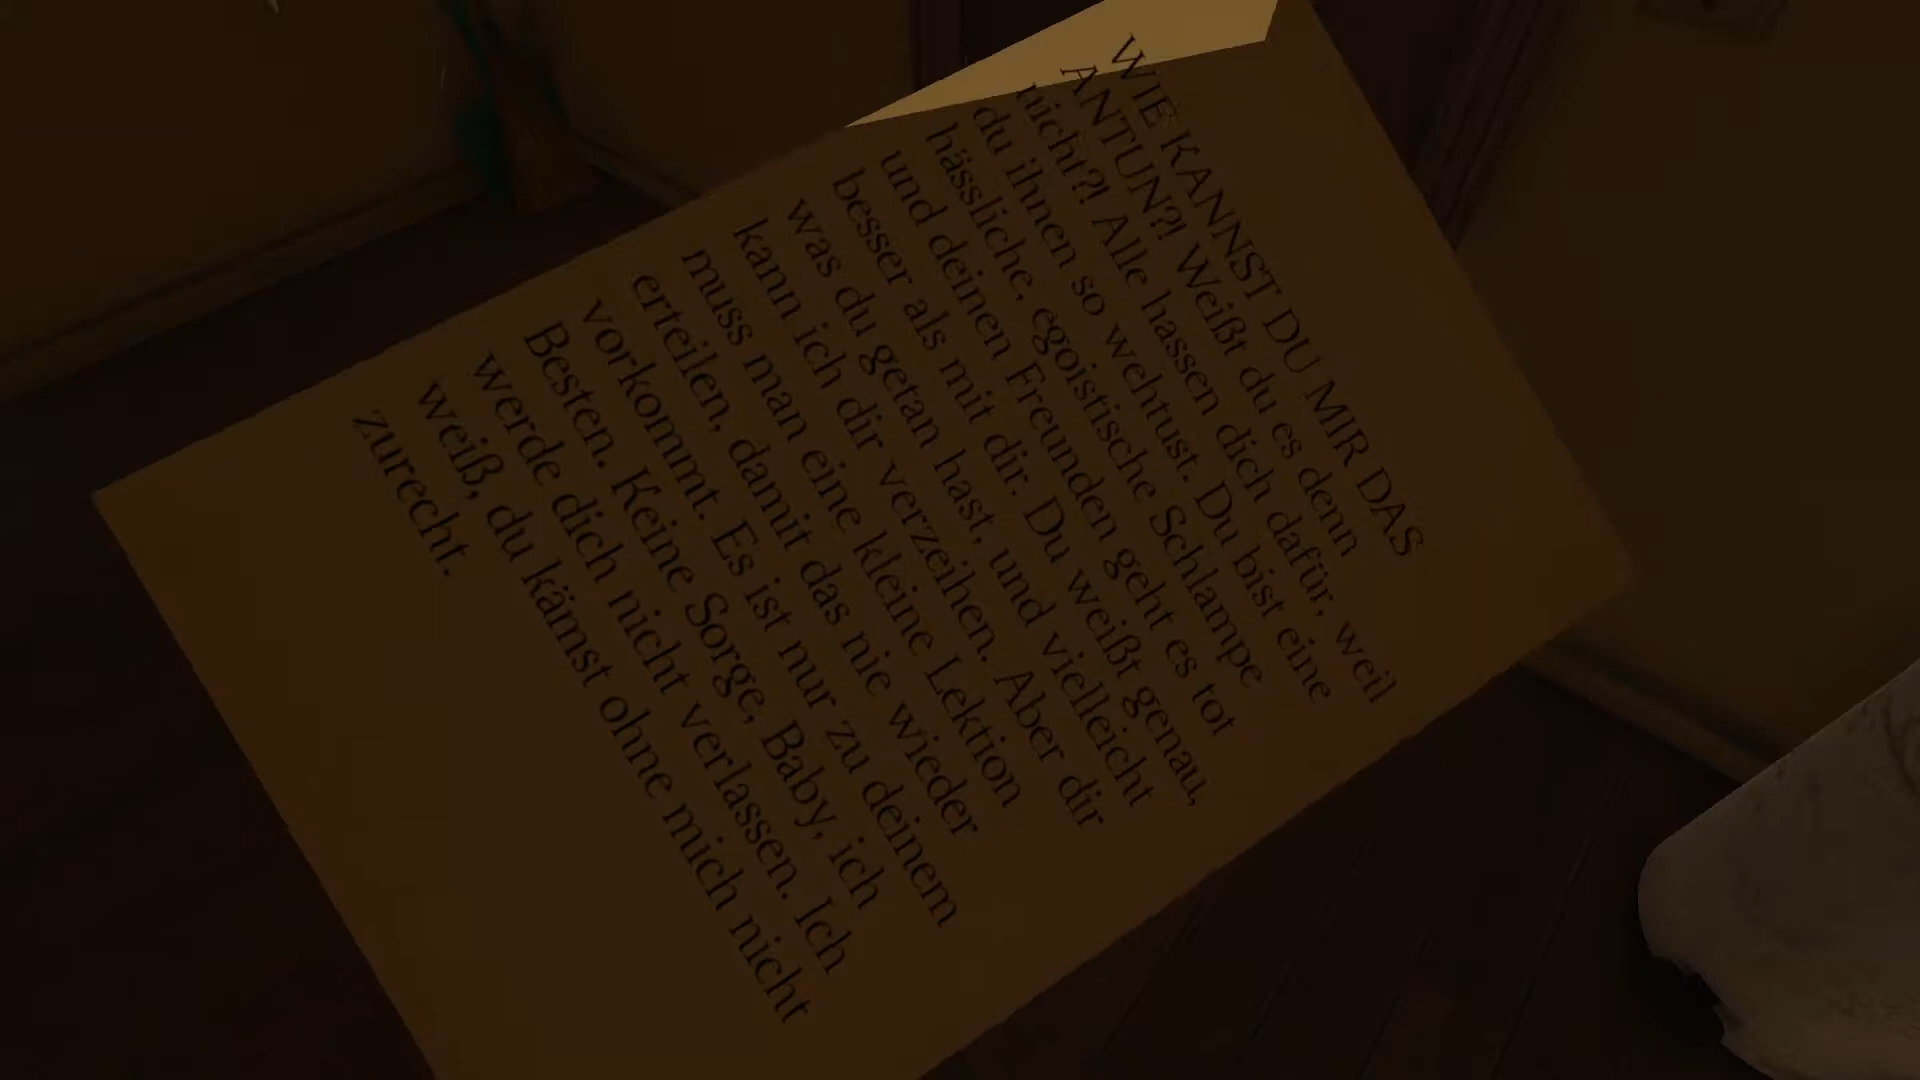 WIE KANNST DU MIR DAS
ANTUN?! Weißt du es denn
nicht?! Alle hassen dich dafür, weil
du ihnen so wehtust. Du bist eine
hässliche, egoistische Schlampe
und deinen Freunden geht es tot
besser als mit dir. Du weißt genau,
was du getan hast, und vielleicht
kann ich dir verzeihen. Aber dir
muss man eine kleine Lektion
erteilen, damit das nie wieder
vorkommt. Es ist nur zu deinem
Besten. Keine Sorge, Baby, ich
werde dich nicht verlassen. Ich
weiß, du kämst ohne mich nicht
zurecht.